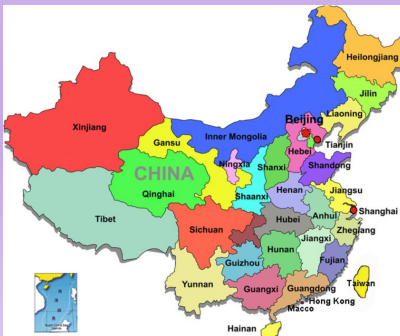 Heilongjiang
Jilin
Liaoning
Beijing
Tianjin
Hebei
Inner Mongolia
Xinjiang
Gansu
Ningxia
Shanxi
Shandong
CHINA
Qinghai
Shaanxi
Henan
Jiangsu
Shanghai
Tibet
Sichuan
Hubei
Anhui
Zhegiang
Jiangxi
Hunan
Guizhou
Fujian
Yunnan
Guangxi
Guangdong
Taiwan
Hong Kong
Macco
Hainan